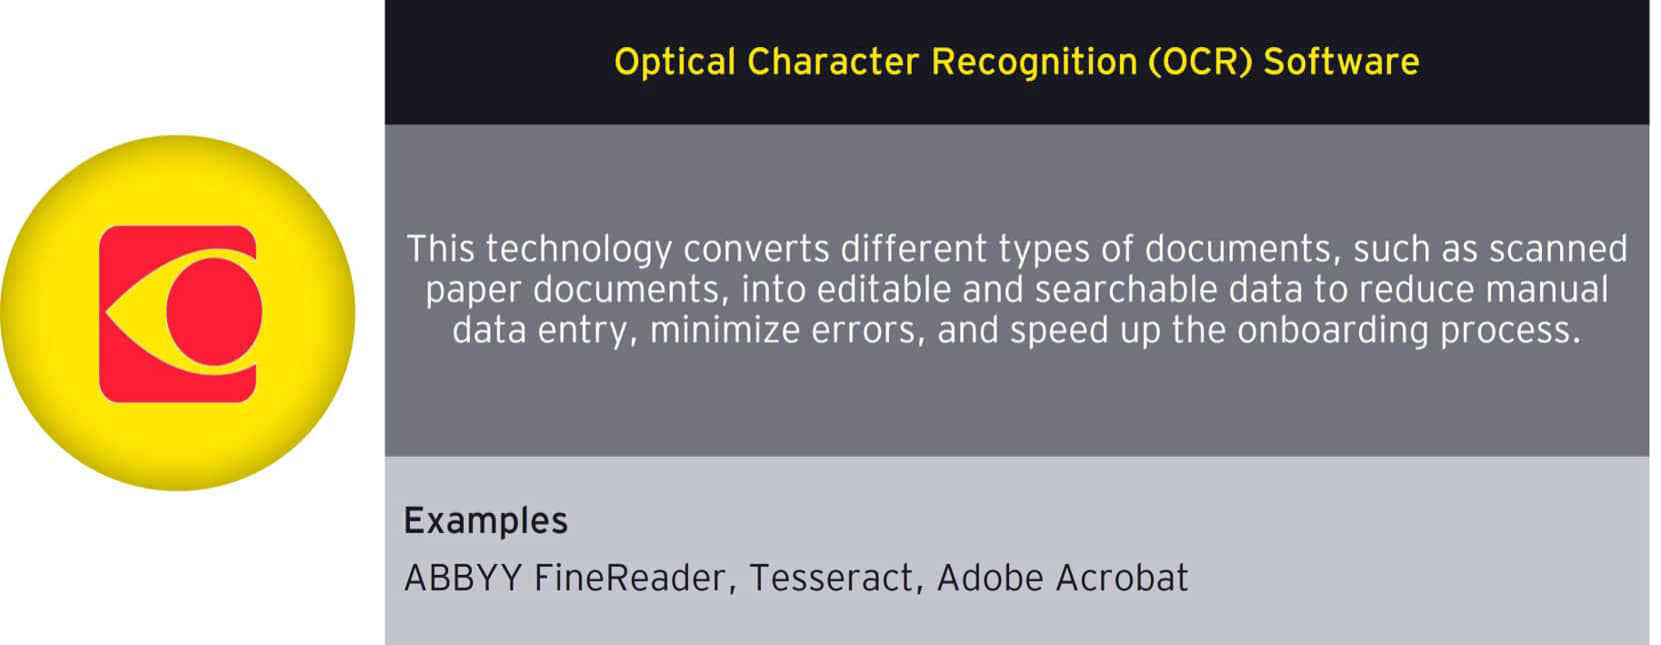 Optical Character Recognition (OCR) Software
This technology converts different types of documents, such as scanned
paper documents, into editable and searchable data to reduce manual
data entry, minimize errors, and speed up the onboarding process.
Examples
ABBYY FineReader, Tesseract, Adobe Acrobat